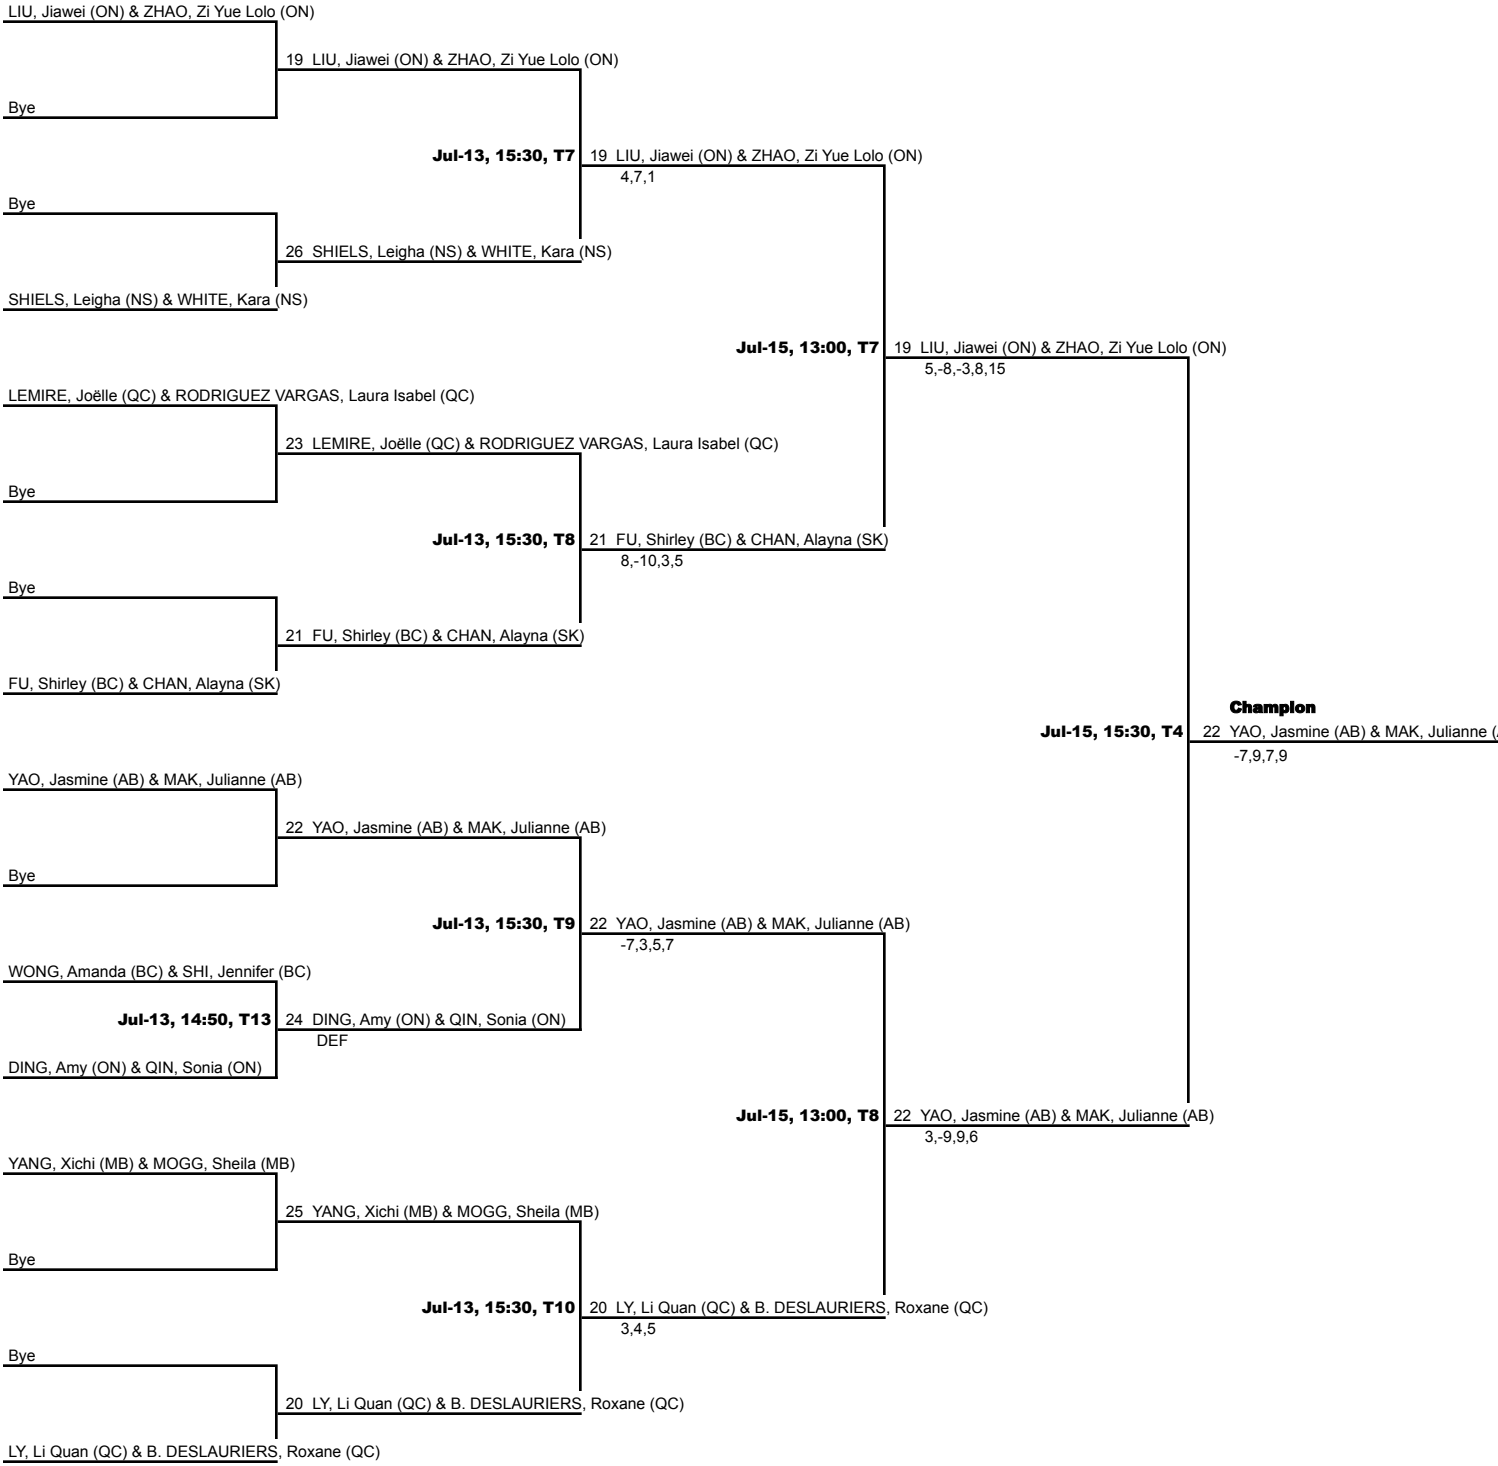 LIU, Jiawei (ON) & ZHAO, Zi Yue Lolo (ON)
19 LIU, Jiawei (ON) & ZHAO, Zi Yue Lolo (ON)
Bye
Jul-13, 15:30, T7
19 LIU, Jiawei (ON) & ZHAO, Zi Yue Lolo (ON)
4,7,1
Bye
26 SHIELS, Leigha (NS) & WHITE, Kara (NS)
SHIELS, Leigha (NS) & WHITE, Kara (NS)
Jul-15, 13:00, T7
19 LIU, Jiawei (ON) & ZHAO, Zi Yue Lolo (ON)
5,-8,-3,8,15
LEMIRE, Joëlle (QC) & RODRIGUEZ VARGAS, Laura Isabel (QC)
23 LEMIRE, Joëlle (QC) & RODRIGUEZ VARGAS, Laura Isabel (QC)
Bye
Jul-13, 15:30, T8
21 FU, Shirley (BC) & CHAN, Alayna (SK)
8,-10,3,5
Bye
21 FU, Shirley (BC) & CHAN, Alayna (SK)
FU, Shirley (BC) & CHAN, Alayna (SK)
Champion
Jul-15, 15:30, T4
22 YAO, Jasmine (AB) & MAK, Julianne (
-7,9,7,9
YAO, Jasmine (AB) & MAK, Julianne (AB)
22 YAO, Jasmine (AB) & MAK, Julianne (AB)
Bye
Jul-13, 15:30, T9
22 YAO, Jasmine (AB) & MAK, Julianne (AB)
-7,3,5,7
WONG, Amanda (BC) & SHI, Jennifer (BC)
Jul-13, 14:50, T13
24 DING, Amy (ON) & QIN, Sonia (ON)
DEF
DING, Amy (ON) & QIN, Sonia (ON)
Jul-15, 13:00, T8
22 YAO, Jasmine (AB) & MAK, Julianne (AB)
3,-9,9,6
YANG, Xichi (MB) & MOGG, Sheila (MB)
25 YANG, Xichi (MB) & MOGG, Sheila (MB)
Bye
Jul-13, 15:30, T10
20 LY, Li Quan (QC) & B. DESLAURIERS, Roxane (QC)
3,4,5
Bye
20 LY, Li Quan (QC) & B. DESLAURIERS, Roxane (QC)
LY, Li Quan (QC) & B. DESLAURIERS, Roxane (QC)